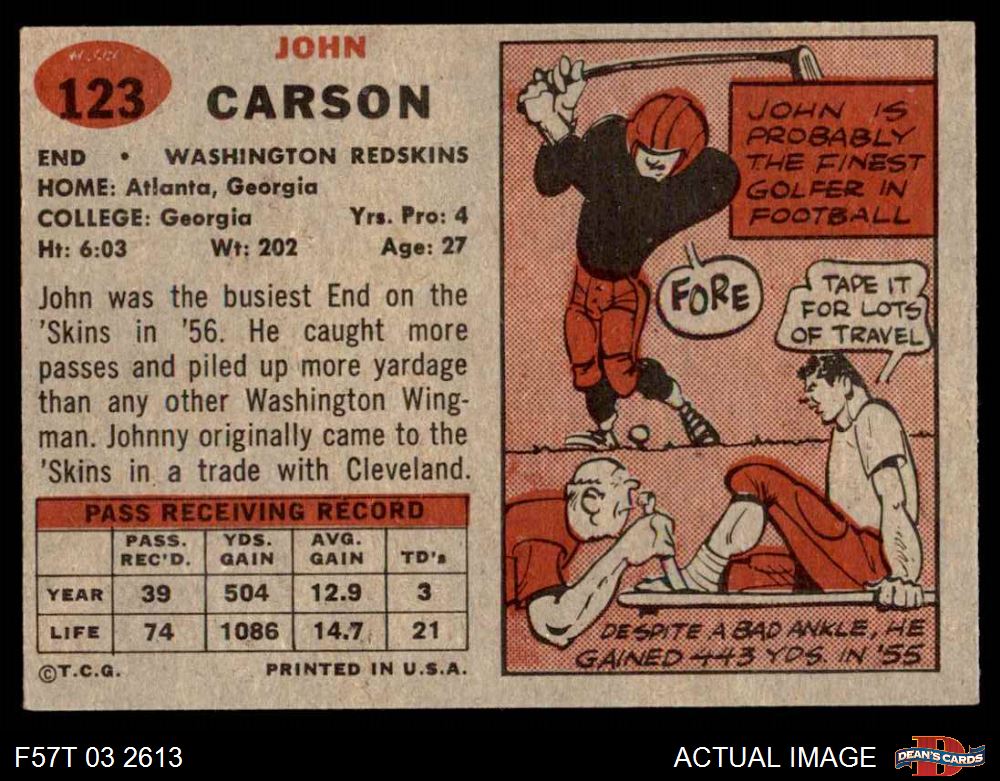 JOHN
123 CARSON
END • WASHINGTON REDSKINS
HOME: Atlanta, Georgia
COLLEGE: Georgia Yrs. Pro: 4
Ht: 6:03 Wt: 202 Age: 27
John was the busiest End on the
'Skins in '56. He caught more
passes and piled up more yardage
than any other Washington Wing-
man. Johnny originally came to the
'Skins in a trade with Cleveland.
PASS RECEIVING RECORD
PASS. REC'D. YDS. GAIN AVG. GAIN TD's
YEAR 39 504 12.9 3
LIFE 74 1086 14.7 21
©T.C.G. PRINTED IN U.S.A.
JOHN IS
PROBABLY
THE FINEST
GOLFER IN
FOOTBALL
FORE
TAPE IT
FOR LOTS
OF TRAVEL
DESPITE A BAD ANKLE, HE
GAINED 443 YDS. IN '55
F57T 03 2613
ACTUAL IMAGE
DEAN'S CARDS